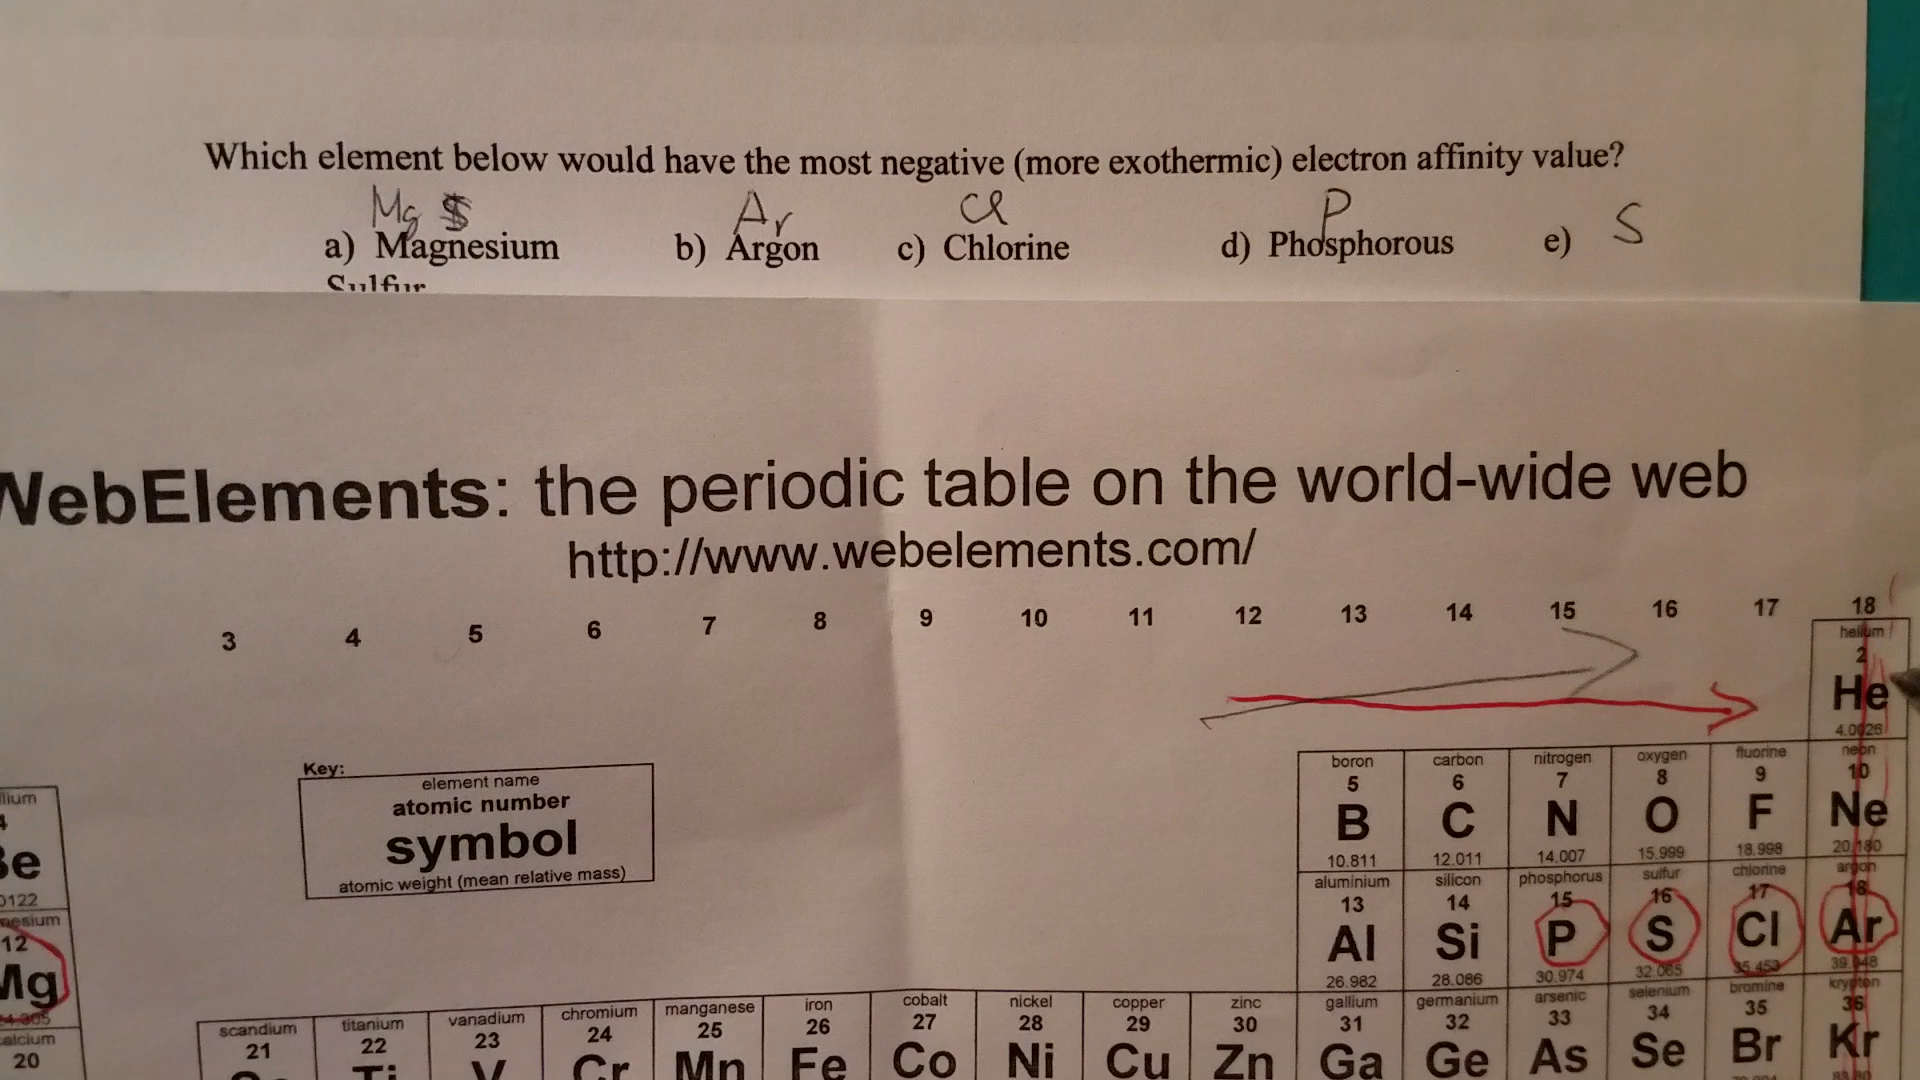 Which element below would have the most negative (more exothermic) electron affinity value?
Mg S Ar Cl P S
a) Magnesium b) Argon c) Chlorine d) Phosphorous e)
Sulfur
WebElements: the periodic table on the world-wide web
http://www.webelements.com/
3 4 5 6 7 8 9 10 11 12 13 14 15 16 17 18
helium
2
He
4.0026
Key:
element name
atomic number
symbol
atomic weight (mean relative mass)
boron carbon nitrogen oxygen fluorine neon
5 6 7 8 9 10
B C N O F Ne
10.811 12.011 14.007 15.999 18.998 20.180
aluminium silicon phosphorus sulfur chlorine argon
12 13 14 15 16 17 18
Mg Al Si P S Cl Ar
26.982 28.086 30.974 32.065 35.453 39.948
scandium titanium vanadium chromium manganese iron cobalt nickel copper zinc gallium germanium arsenic selenium bromine krypton
20 21 22 23 24 25 26 27 28 29 30 31 32 33 34 35 36
V Cr Mn Fe Co Ni Cu Zn Ga Ge As Se Br Kr